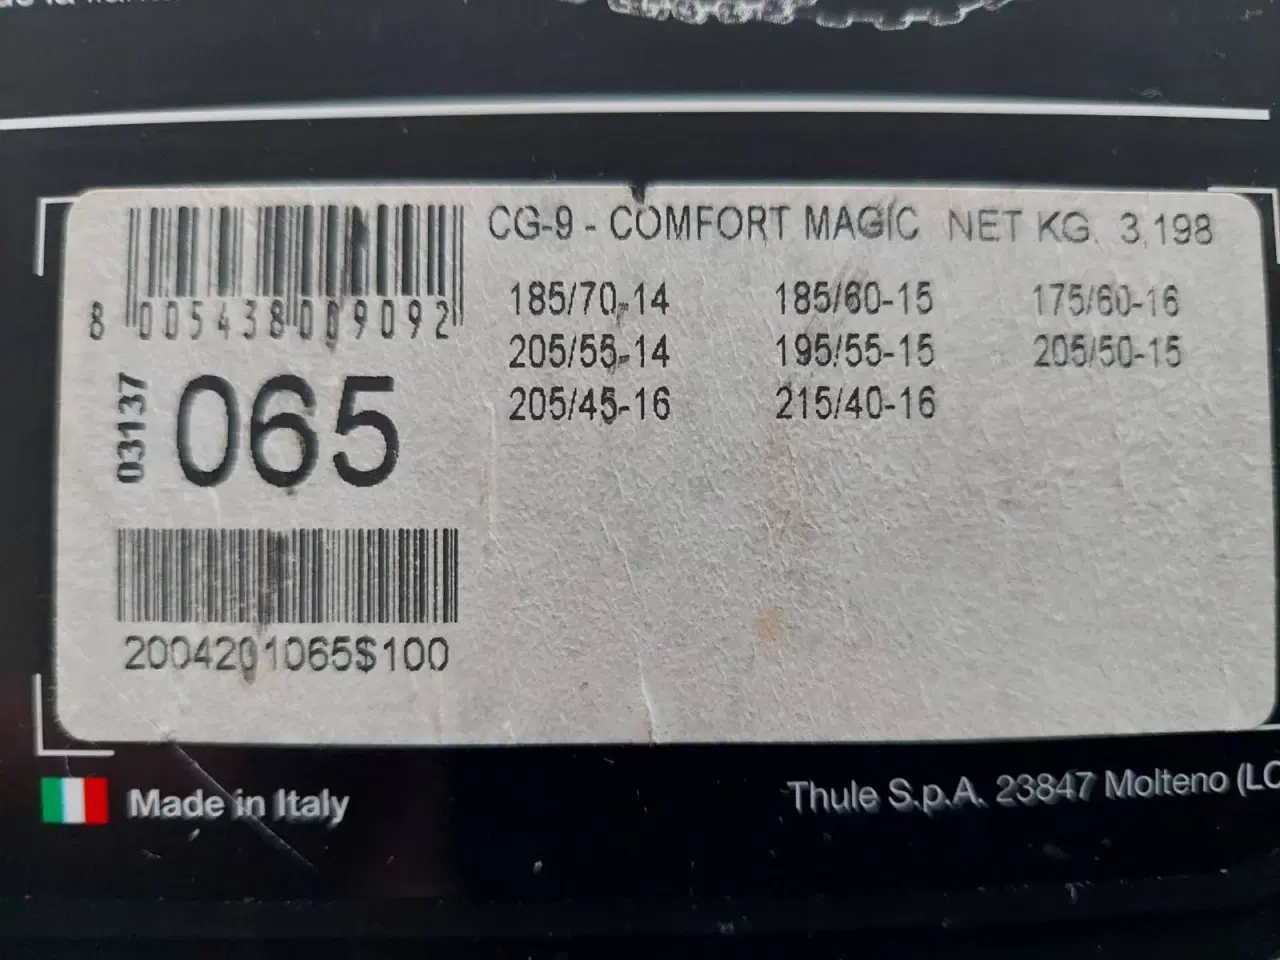 CG-9 - COMFORT MAGIC NET KG. 3,198
8 005438 009092
185/70-14 185/60-15 175/60-16
205/55-14 195/55-15 205/50-15
205/45-16 215/40-16
03137
065
2004201065$100
Made in Italy
Thule S.p.A. 23847 Molteno (LC